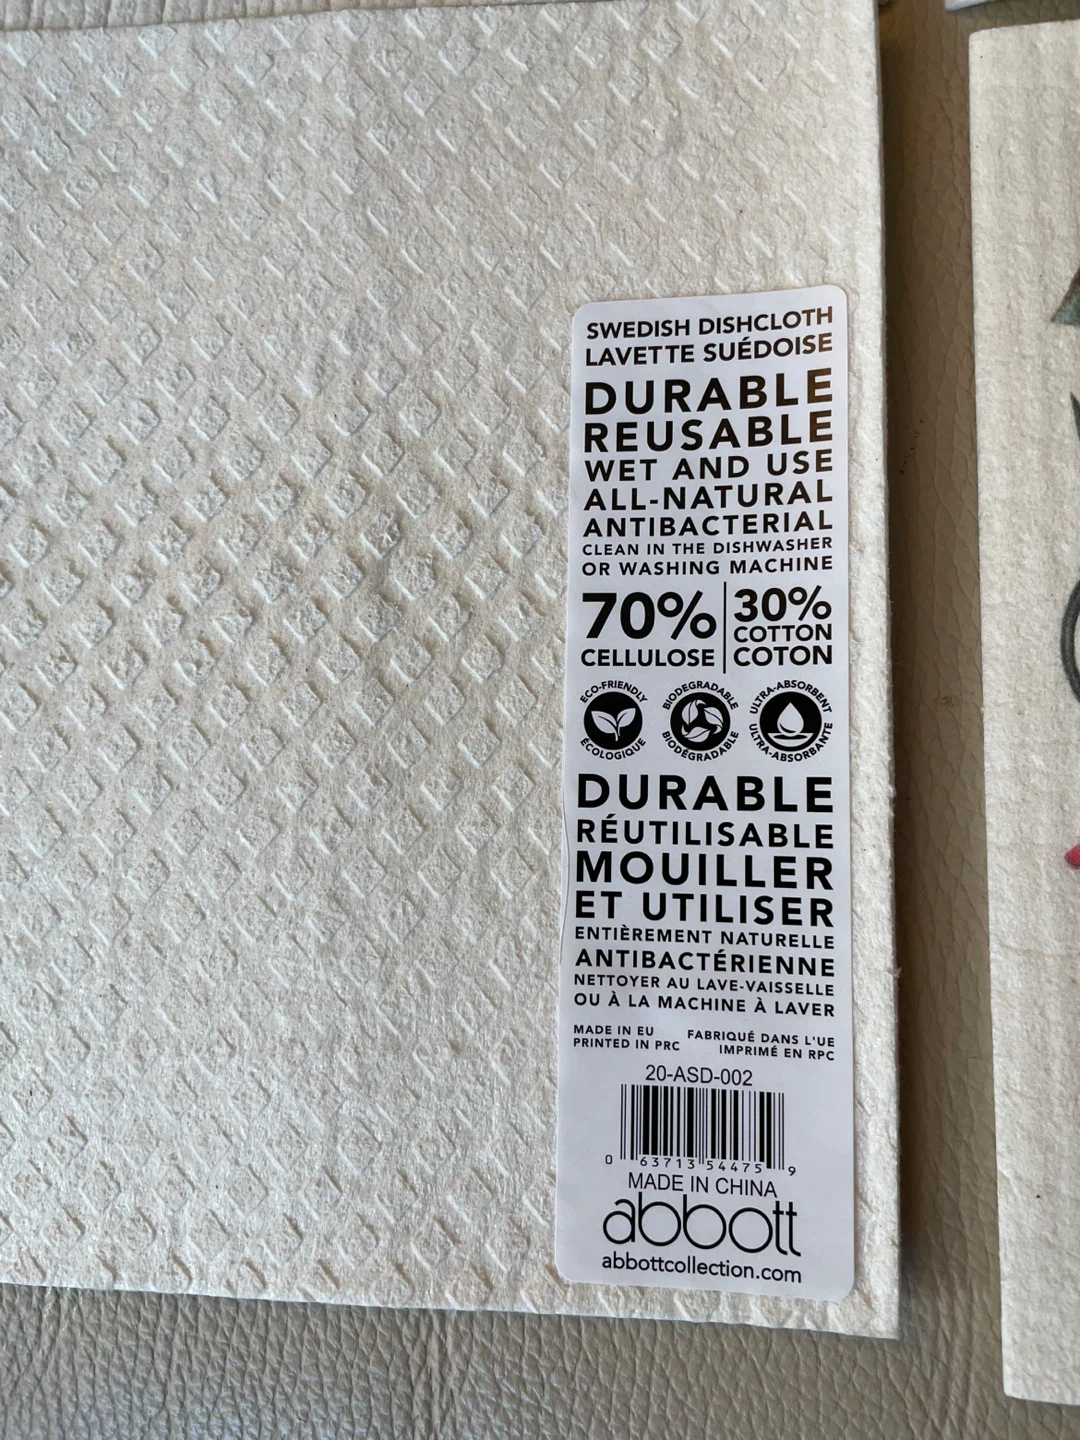 SWEDISH DISHCLOTH
LAVETTE SUÉDOISE
DURABLE
REUSABLE
WET AND USE
ALL-NATURAL
ANTIBACTERIAL
CLEAN IN THE DISHWASHER
OR WASHING MACHINE
70%
CELLULOSE
30%
COTTON
COTON
ECO-FRIENDLY
ÉCOLOGIQUE
BIODEGRADABLE
BIODÉGRADABLE
ULTRA-ABSORBENT
ULTRA-ABSORBANTE
DURABLE
RÉUTILISABLE
MOUILLER
ET UTILISER
ENTIÈREMENT NATURELLE
ANTIBACTÉRIENNE
NETTOYER AU LAVE-VAISSELLE
OU À LA MACHINE À LAVER
MADE IN EU
PRINTED IN PRC
FABRIQUÉ DANS L'UE
IMPRIMÉ EN RPC
20-ASD-002
0 63713 54475 9
MADE IN CHINA
abbott
abbottcollection.com